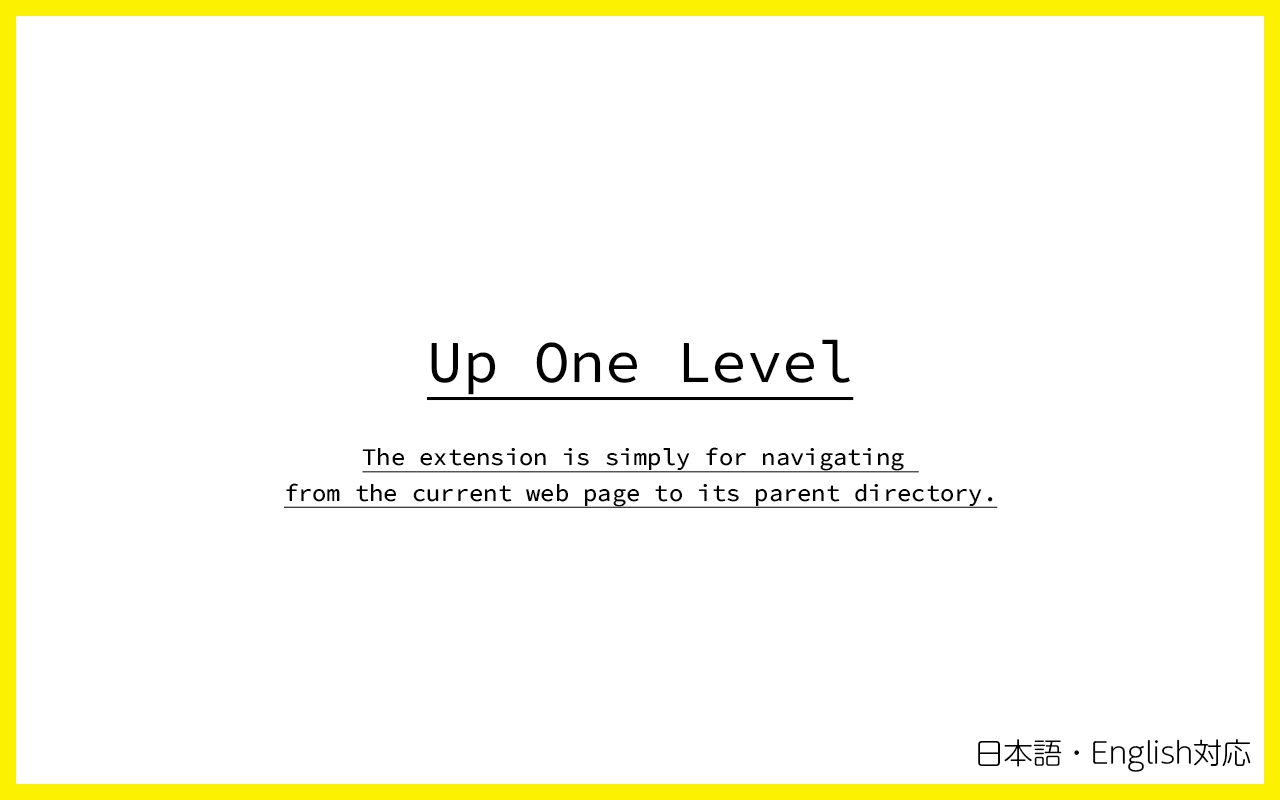 Up One Level
The extension is simply for navigating
from the current web page to its parent directory.
日本語・English対応